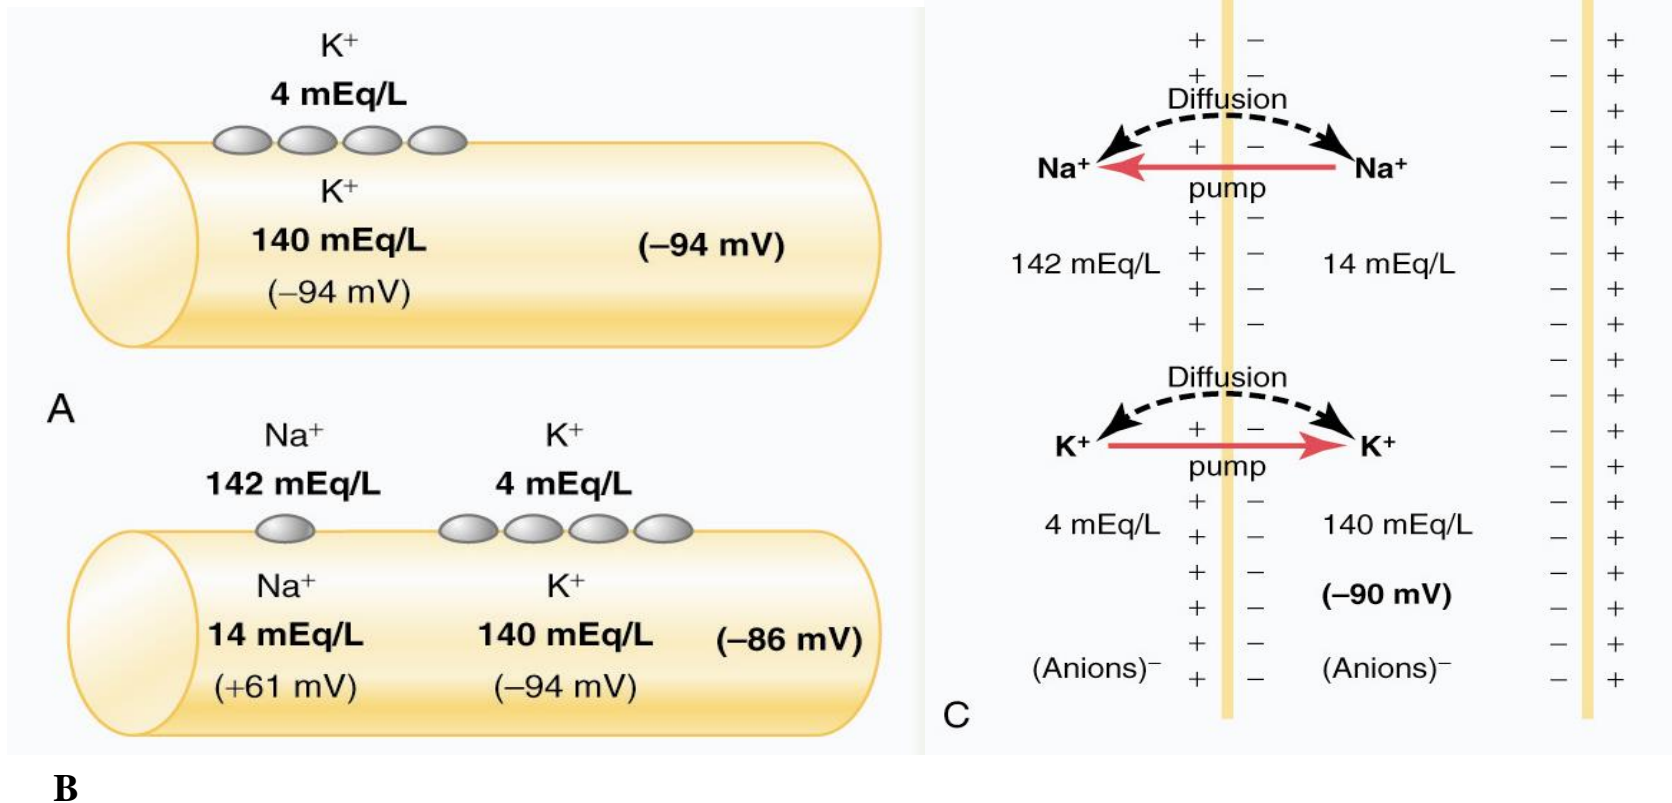 K⁺
4 mEq/L
K⁺
140 mEq/L
(–94 mV)
(–94 mV)
A
Na⁺
142 mEq/L
K⁺
4 mEq/L
Na⁺
14 mEq/L
(+61 mV)
K⁺
140 mEq/L
(–94 mV)
(–86 mV)
B
+ – – +
+ – – +
Diffusion
– +
+ – – +
Na⁺ Na⁺
pump
– +
+ – – +
142 mEq/L + – 14 mEq/L – +
+ – – +
+ – – +
– +
Diffusion
– +
+ – – +
K⁺ K⁺
pump
– +
+ – – +
4 mEq/L + – 140 mEq/L – +
+ – – +
(–90 mV)
+ – – +
+ – – +
(Anions)⁻ + – (Anions)⁻ – +
C